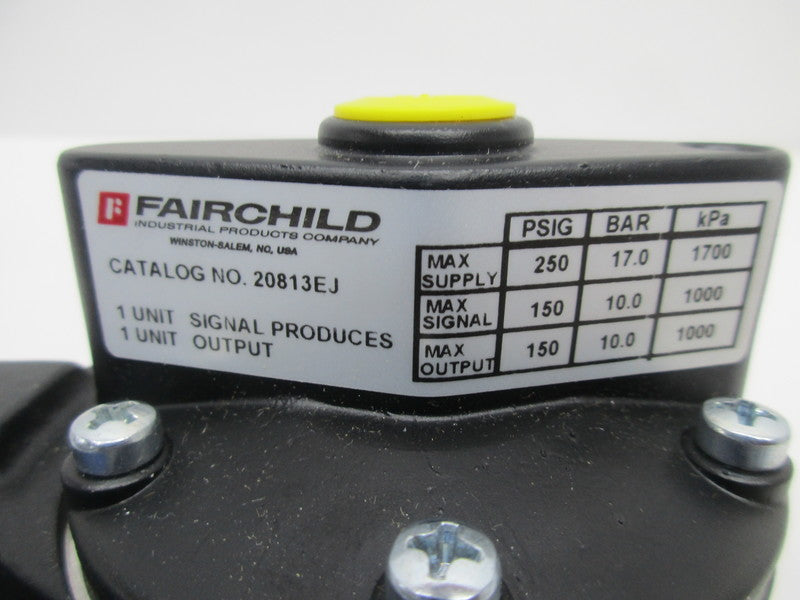 FAIRCHILD
INDUSTRIAL PRODUCTS COMPANY
WINSTON-SALEM, NC, USA
CATALOG NO. 20813EJ
1 UNIT SIGNAL PRODUCES
1 UNIT OUTPUT
PSIG BAR kPa
MAX SUPPLY 250 17.0 1700
MAX SIGNAL 150 10.0 1000
MAX OUTPUT 150 10.0 1000